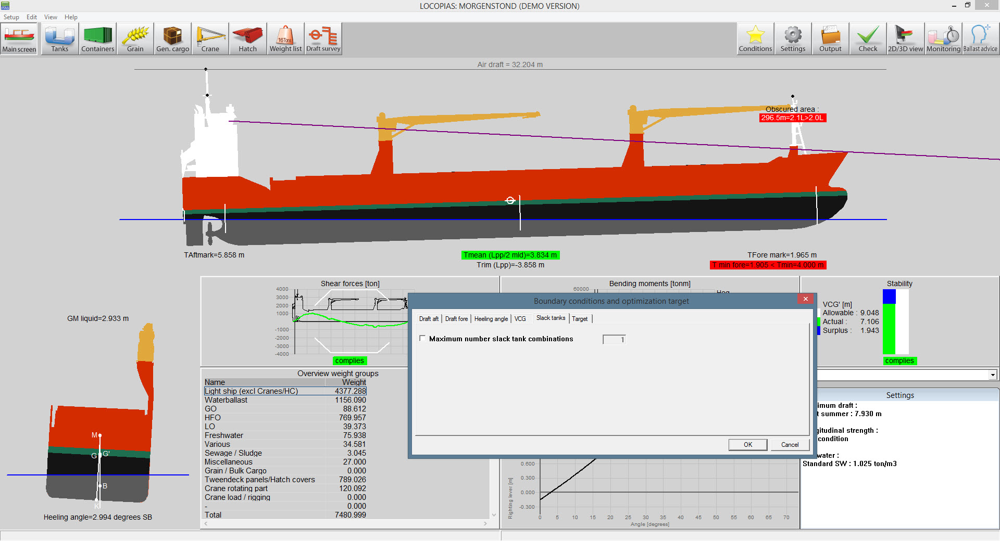 LOCOPIAS: MORGENSTOND (DEMO VERSION)
Setup Edit View Help
Main screen Tanks Containers Grain Gen. cargo Crane Hatch Weight list Draft survey Conditions Settings Output Check 2D/3D view Monitoring Ballast advice
16Tons
Air draft = 32.204 m
Obscured area :
296.5m=2.1L>2.0L
TAftmark=5.858 m
Tmean (Lpp/2 mld)=3.834 m
TFore mark=1.965 m
Trim (Lpp)=-3.858 m
T min fore=1.905 < Tmin=4.000 m
GM liquid=2.933 m
M
G G'
B
K
Heeling angle=2.994 degrees SB
Shear forces [ton]
4000
3000
2000
1000
-1000
-2000
-3000
-4000
complies
Bending moments [tonm]
60000
Stability
VCG' [m]
Allowable : 9.048
Actual : 7.106
Surplus : 1.943
complies
Boundary conditions and optimization target
Draft aft Draft fore Heeling angle VCG Slack tanks Target
Maximum number slack tank combinations 1
OK Cancel
Overview weight groups
Name Weight
Light ship (excl Cranes/HC) 4377.288
Waterballast 1156.090
GO 88.612
HFO 769.957
LO 39.373
Freshwater 75.938
Various 34.581
Sewage / Sludge 3.045
Miscellaneous 27.000
Grain / Bulk Cargo 0.000
Tweendeck panels/Hatch covers 789.026
Crane rotating part 120.092
Crane load / rigging 0.000
- 0.000
Total 7480.999
Righting lever [m]
0.600
0.300
0.000
-0.300
0 5 10 15 20 25 30 35 40 45 50 55 60 65 70
Angle [degrees]
Settings
imum draft :
t summer : 7.930 m
gitudinal strength :
condition
water :
Standard SW : 1.025 ton/m3